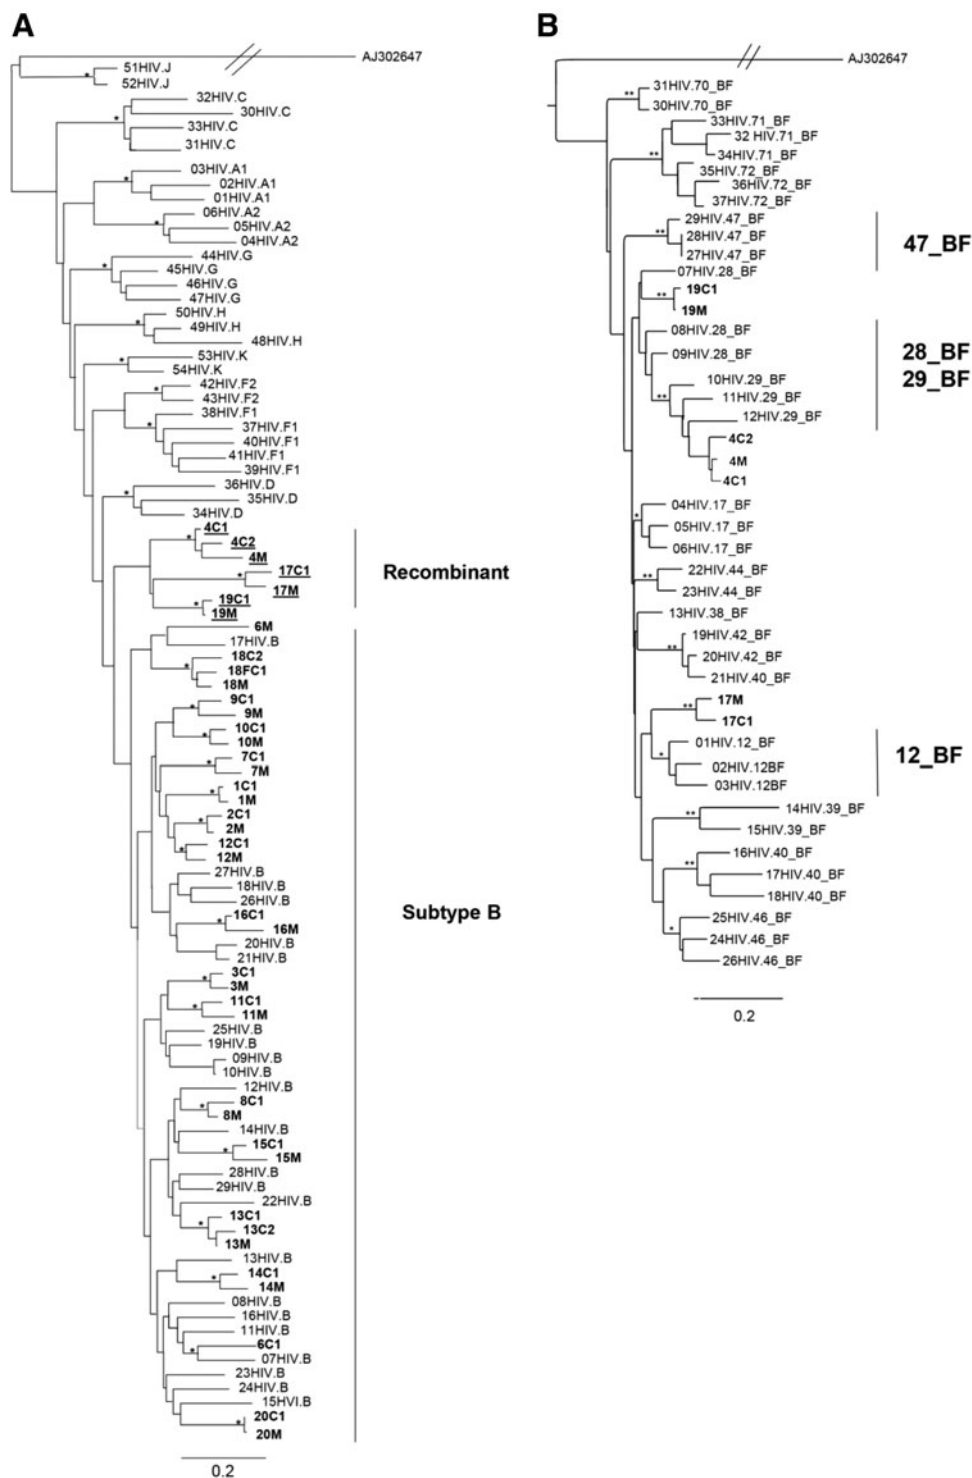 A
AJ302647
51HIV.J
52HIV.J
32HIV.C
30HIV.C
33HIV.C
31HIV.C
03HIV.A1
02HIV.A1
01HIV.A1
06HIV.A2
05HIV.A2
04HIV.A2
44HIV.G
45HIV.G
46HIV.G
47HIV.G
50HIV.H
49HIV.H
48HIV.H
53HIV.K
54HIV.K
42HIV.F2
43HIV.F2
38HIV.F1
37HIV.F1
40HIV.F1
41HIV.F1
39HIV.F1
36HIV.D
35HIV.D
34HIV.D
4C1
4C2
4M
17C1
17M
19C1
19M
Recombinant
6M
17HIV.B
18C2
18FC1
18M
9C1
9M
10C1
10M
7C1
7M
1C1
1M
2C1
2M
12C1
12M
27HIV.B
18HIV.B
26HIV.B
16C1
16M
20HIV.B
21HIV.B
3C1
3M
11C1
11M
25HIV.B
19HIV.B
09HIV.B
10HIV.B
12HIV.B
8C1
8M
14HIV.B
15C1
15M
28HIV.B
29HIV.B
22HIV.B
13C1
13C2
13M
13HIV.B
14C1
14M
08HIV.B
16HIV.B
11HIV.B
6C1
07HIV.B
23HIV.B
24HIV.B
15HVI.B
20C1
20M
Subtype B
0.2
B
AJ302647
31HIV.70_BF
30HIV.70_BF
33HIV.71_BF
32 HIV.71_BF
34HIV.71_BF
35HIV.72_BF
36HIV.72_BF
37HIV.72_BF
29HIV.47_BF
28HIV.47_BF
27HIV.47_BF
47_BF
07HIV.28_BF
19C1
19M
08HIV.28_BF
09HIV.28_BF
10HIV.29_BF
11HIV.29_BF
12HIV.29_BF
28_BF
29_BF
4C2
4M
4C1
04HIV.17_BF
05HIV.17_BF
06HIV.17_BF
22HIV.44_BF
23HIV.44_BF
13HIV.38_BF
19HIV.42_BF
20HIV.42_BF
21HIV.40_BF
17M
17C1
01HIV.12_BF
02HIV.12BF
03HIV.12BF
12_BF
14HIV.39_BF
15HIV.39_BF
16HIV.40_BF
17HIV.40_BF
18HIV.40_BF
25HIV.46_BF
24HIV.46_BF
26HIV.46_BF
0.2